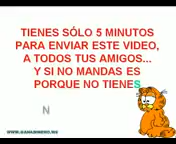 TIENES SÓLO 5 MINUTOS
PARA ENVIAR ESTE VIDEO,
A TODOS TUS AMIGOS...
Y SI NO MANDAS ES
PORQUE NO TIENES
N